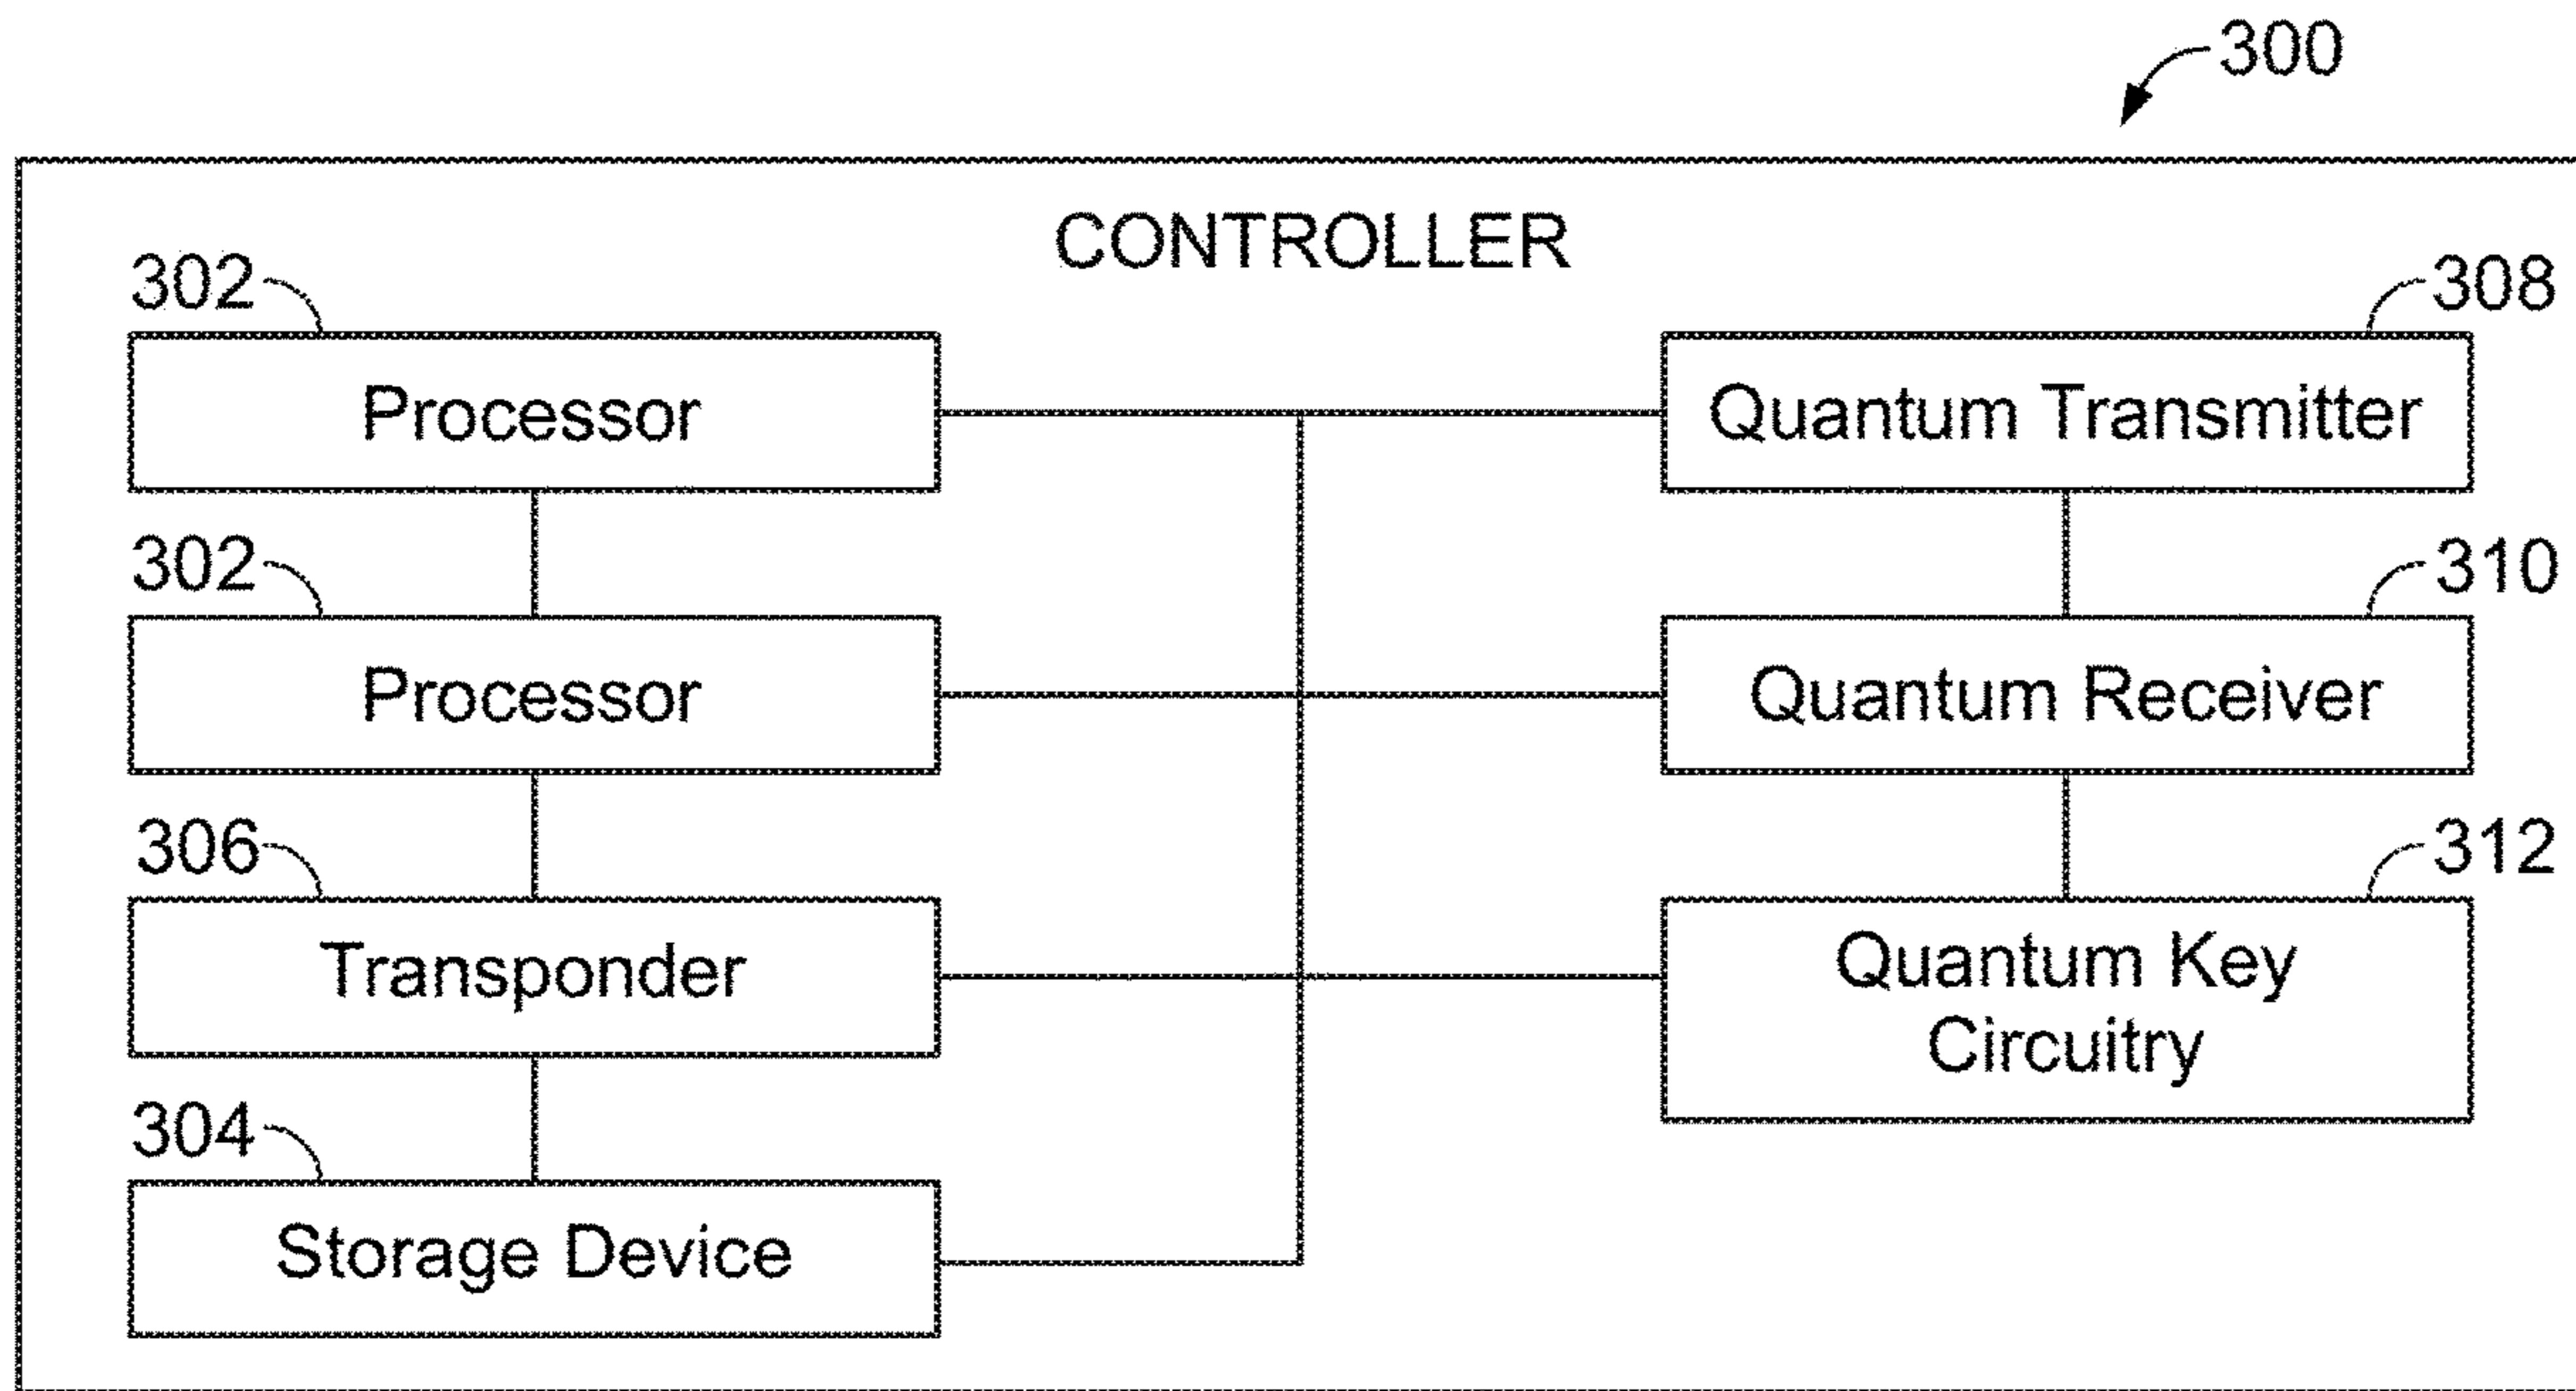 300
CONTROLLER
302
308
Processor
Quantum Transmitter
302
310
Processor
Quantum Receiver
306
312
Transponder
Quantum Key
Circuitry
304
Storage Device